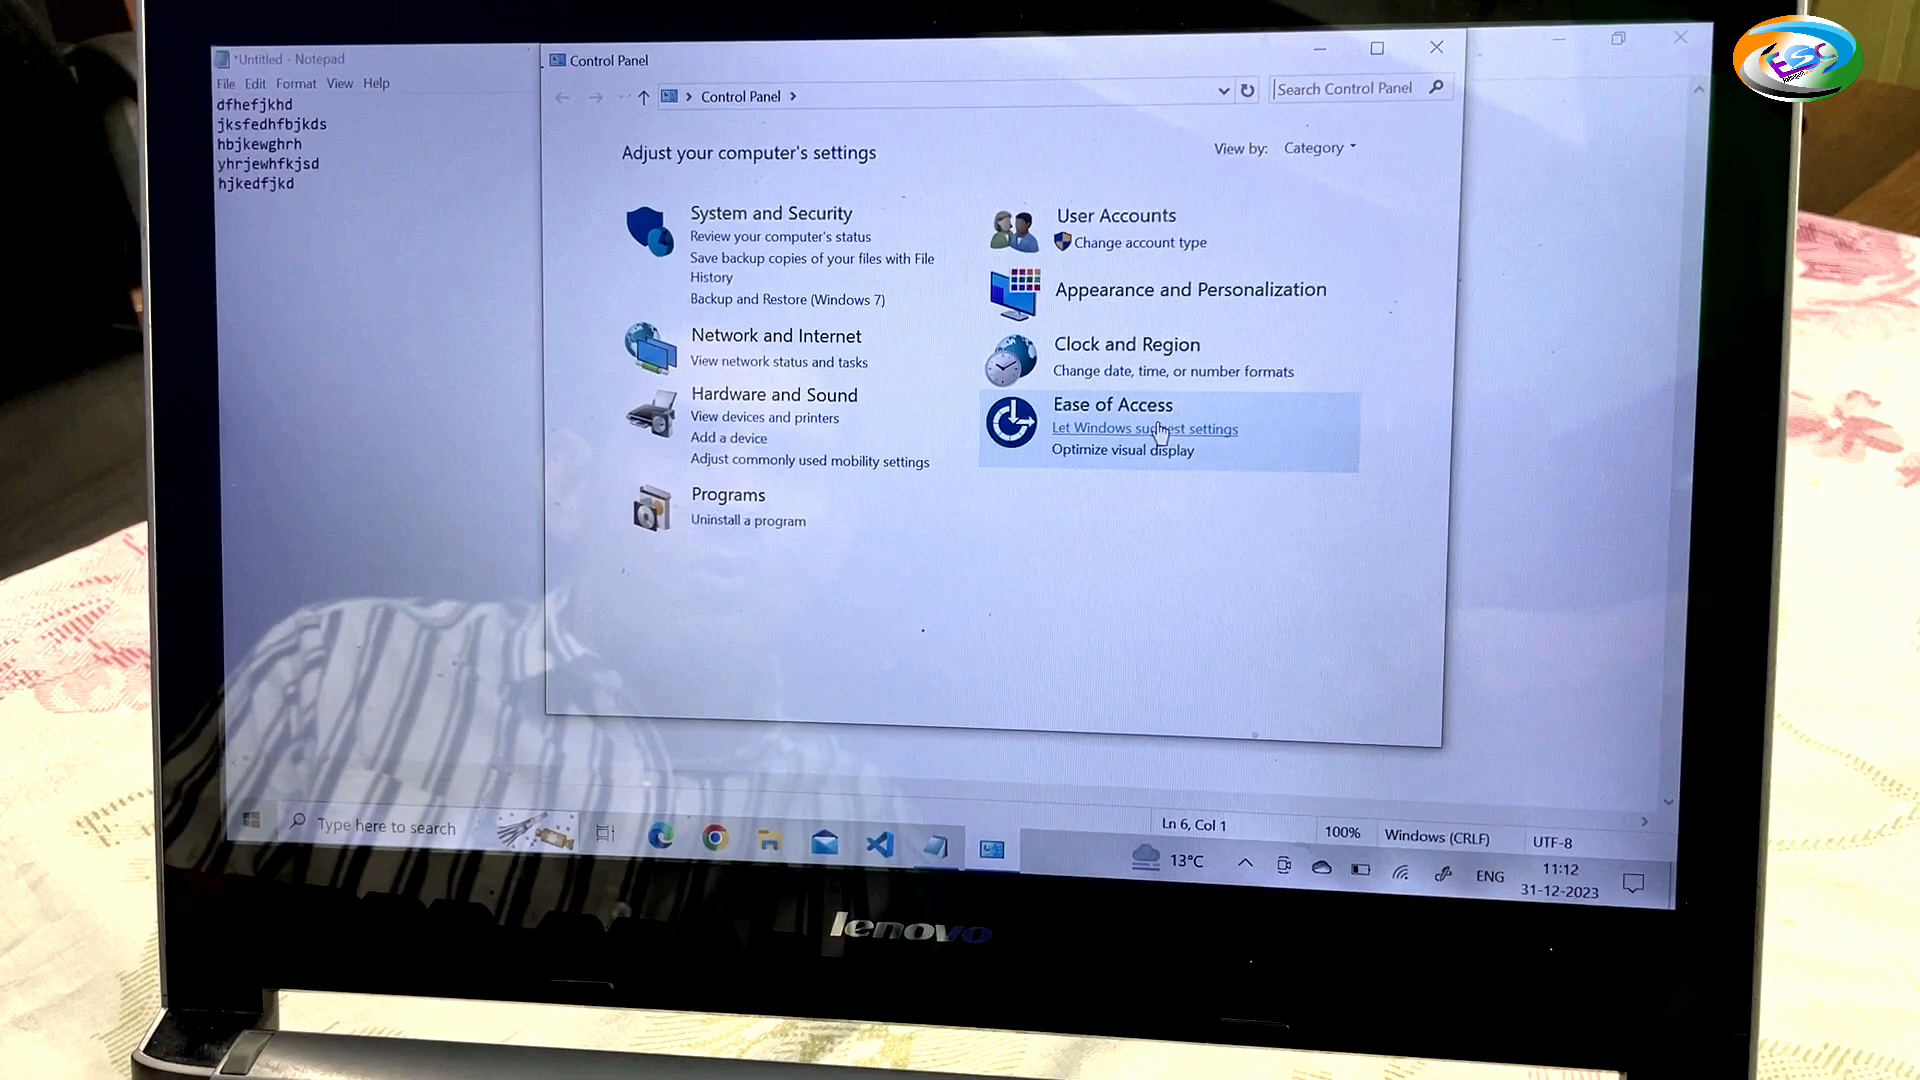 *Untitled - Notepad
File Edit Format View Help
dfhefjkhd
jksfedhfbjkds
hbjkewghrh
yhrjewhfkjsd
hjkedfjkd
Control Panel
Control Panel
Search Control Panel
Adjust your computer's settings
View by: Category
System and Security
Review your computer's status
Save backup copies of your files with File
History
Backup and Restore (Windows 7)
Network and Internet
View network status and tasks
Hardware and Sound
View devices and printers
Add a device
Adjust commonly used mobility settings
Programs
Uninstall a program
User Accounts
Change account type
Appearance and Personalization
Clock and Region
Change date, time, or number formats
Ease of Access
Let Windows suggest settings
Optimize visual display
Ln 6, Col 1
100%
Windows (CRLF)
UTF-8
Type here to search
13°C
ENG
11:12
31-12-2023
lenovo
ESC